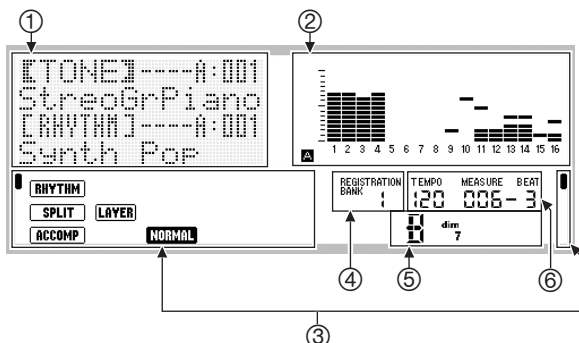 ① ②
【TONE】----A:001
StreoGrPiano
[RHYTHM]----A:001
Synth Pop
A 1 2 3 4 5 6 7 8 9 10 11 12 13 14 15 16
RHYTHM
SPLIT LAYER
ACCOMP NORMAL
REGISTRATION BANK 1
TEMPO MEASURE BEAT
120 006-3
E dim 7
④ ⑤ ⑥
③